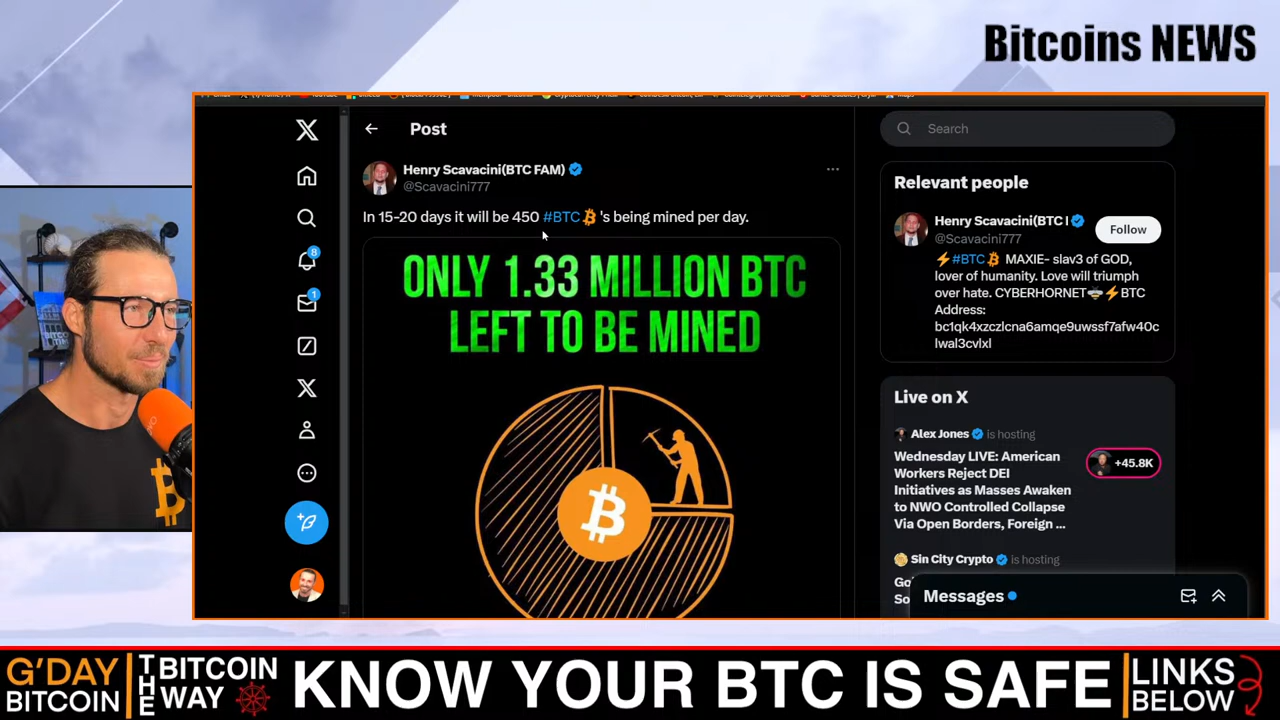 Bitcoins NEWS
Post
Search
Henry Scavacini(BTC FAM)
@Scavacini777
In 15-20 days it will be 450 #BTC 's being mined per day.
ONLY 1.33 MILLION BTC
LEFT TO BE MINED
Relevant people
Henry Scavacini(BTC I
@Scavacini777
Follow
⚡#BTC MAXIE- slav3 of GOD,
lover of humanity. Love will triumph
over hate. CYBERHORNET🐝⚡BTC
Address:
bc1qk4xzczlcna6amqe9uwssf7afw40c
lwal3cvlxl
8
1
Live on X
Alex Jones is hosting
Wednesday LIVE: American
Workers Reject DEI
Initiatives as Masses Awaken
to NWO Controlled Collapse
Via Open Borders, Foreign ...
+45.8K
Sin City Crypto is hosting
Go
So
Messages
G'DAY
BITCOIN
THE
BITCOIN
WAY
KNOW YOUR BTC IS SAFE
LINKS
BELOW